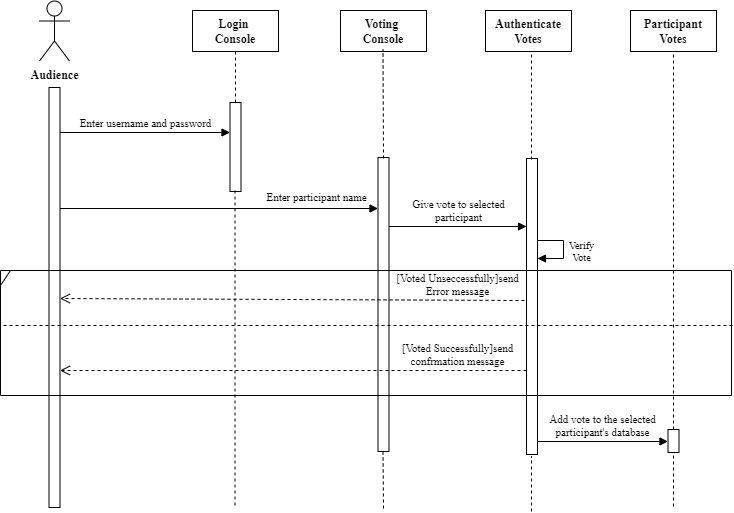 Login
Console
Voting
Console
Authenticate
Votes
Participant
Votes
Audience
Enter username and password
Enter participant name
Give vote to selected
participant
Verify
Vote
[Voted Unseccessfully]send
Error message
[Voted Successfully]send
confrmation message
Add vote to the selected
participant's database